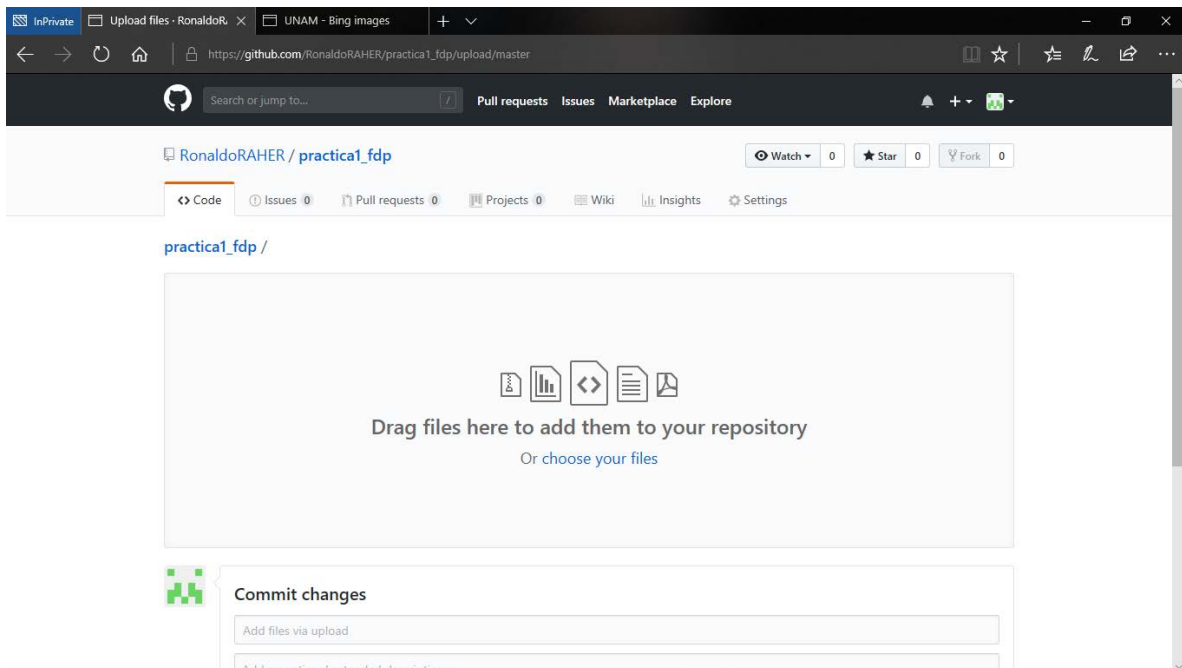 InPrivate Upload files · RonaldoR. UNAM - Bing images
https://github.com/RonaldoRAHER/practica1_fdp/upload/master
Search or jump to... / Pull requests Issues Marketplace Explore
RonaldoRAHER / practica1_fdp Watch 0 Star 0 Fork 0
Code Issues 0 Pull requests 0 Projects 0 Wiki Insights Settings
practica1_fdp /
Drag files here to add them to your repository
Or choose your files
Commit changes
Add files via upload